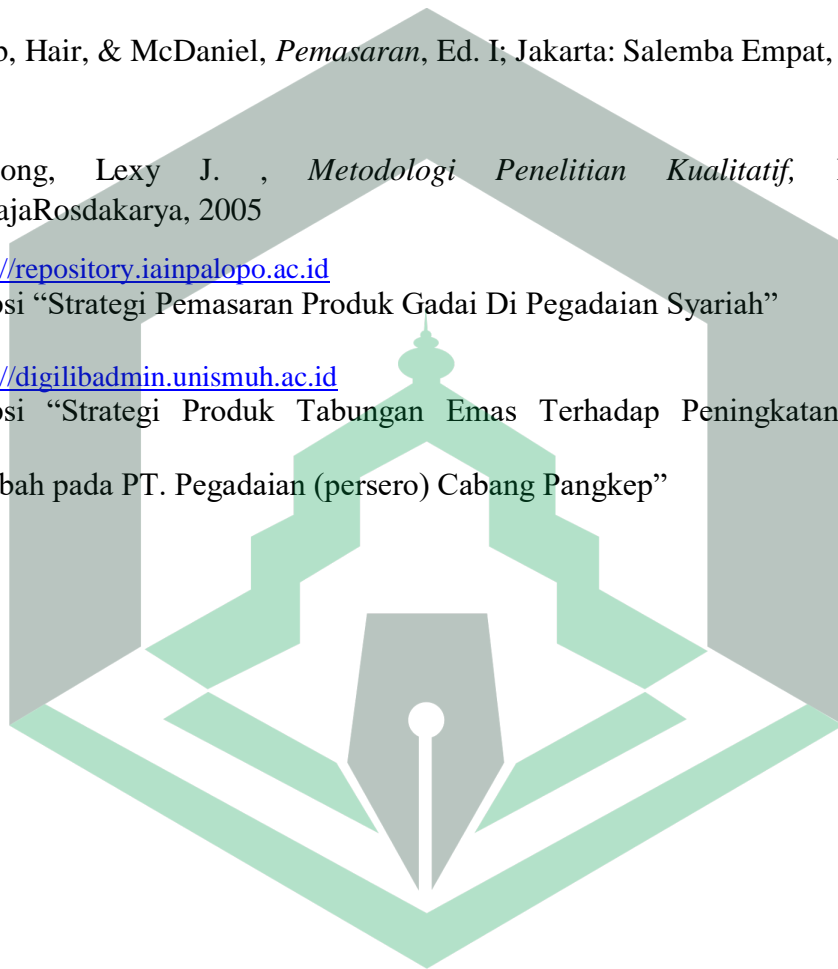 , Hair, & McDaniel, Pemasaran, Ed. I; Jakarta: Salemba Empat,
ong, Lexy J. , Metodologi Penelitian Kualitatif,
ajaRosdakarya, 2005
//repository.iainpalopo.ac.id
si “Strategi Pemasaran Produk Gadai Di Pegadaian Syariah”
//digilibadmin.unismuh.ac.id
si “Strategi Produk Tabungan Emas Terhadap Peningkatan
bah pada PT. Pegadaian (persero) Cabang Pangkep”